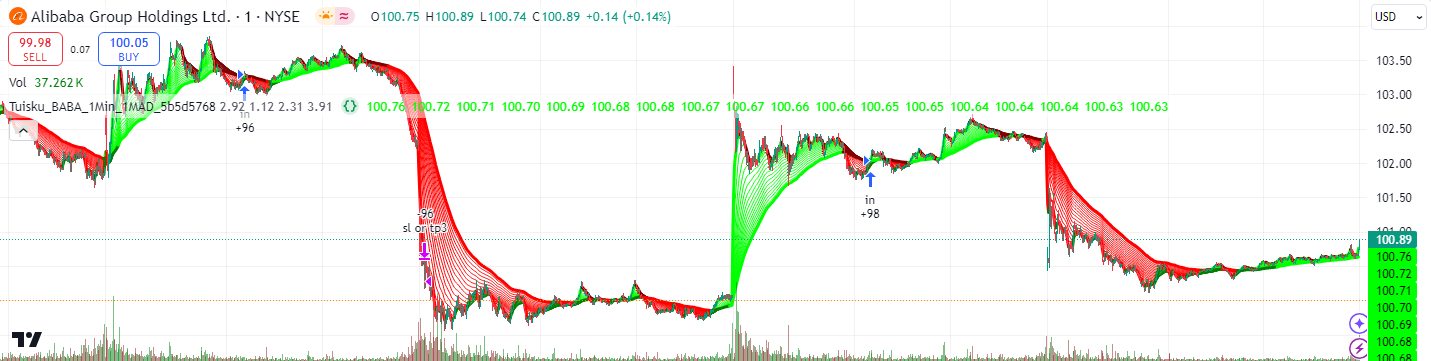 Alibaba Group Holdings Ltd. · 1 · NYSE O100.75 H100.89 L100.74 C100.89 +0.14 (+0.14%)
USD
99.98 SELL
0.07
100.05 BUY
Vol 37.262 K
Tuisku_BABA_1Min_1MAD_5b5d5768 2.92 1.12 2.31 3.91 100.76 100.72 100.71 100.70 100.69 100.68 100.68 100.67 100.67 100.66 100.66 100.65 100.65 100.64 100.64 100.64 100.63 100.63
in
+96
-96
sl or tp3
in
+98
103.50
103.00
102.50
102.00
101.50
101.00
100.89
100.76
100.72
100.71
100.70
100.69
100.68
100.68